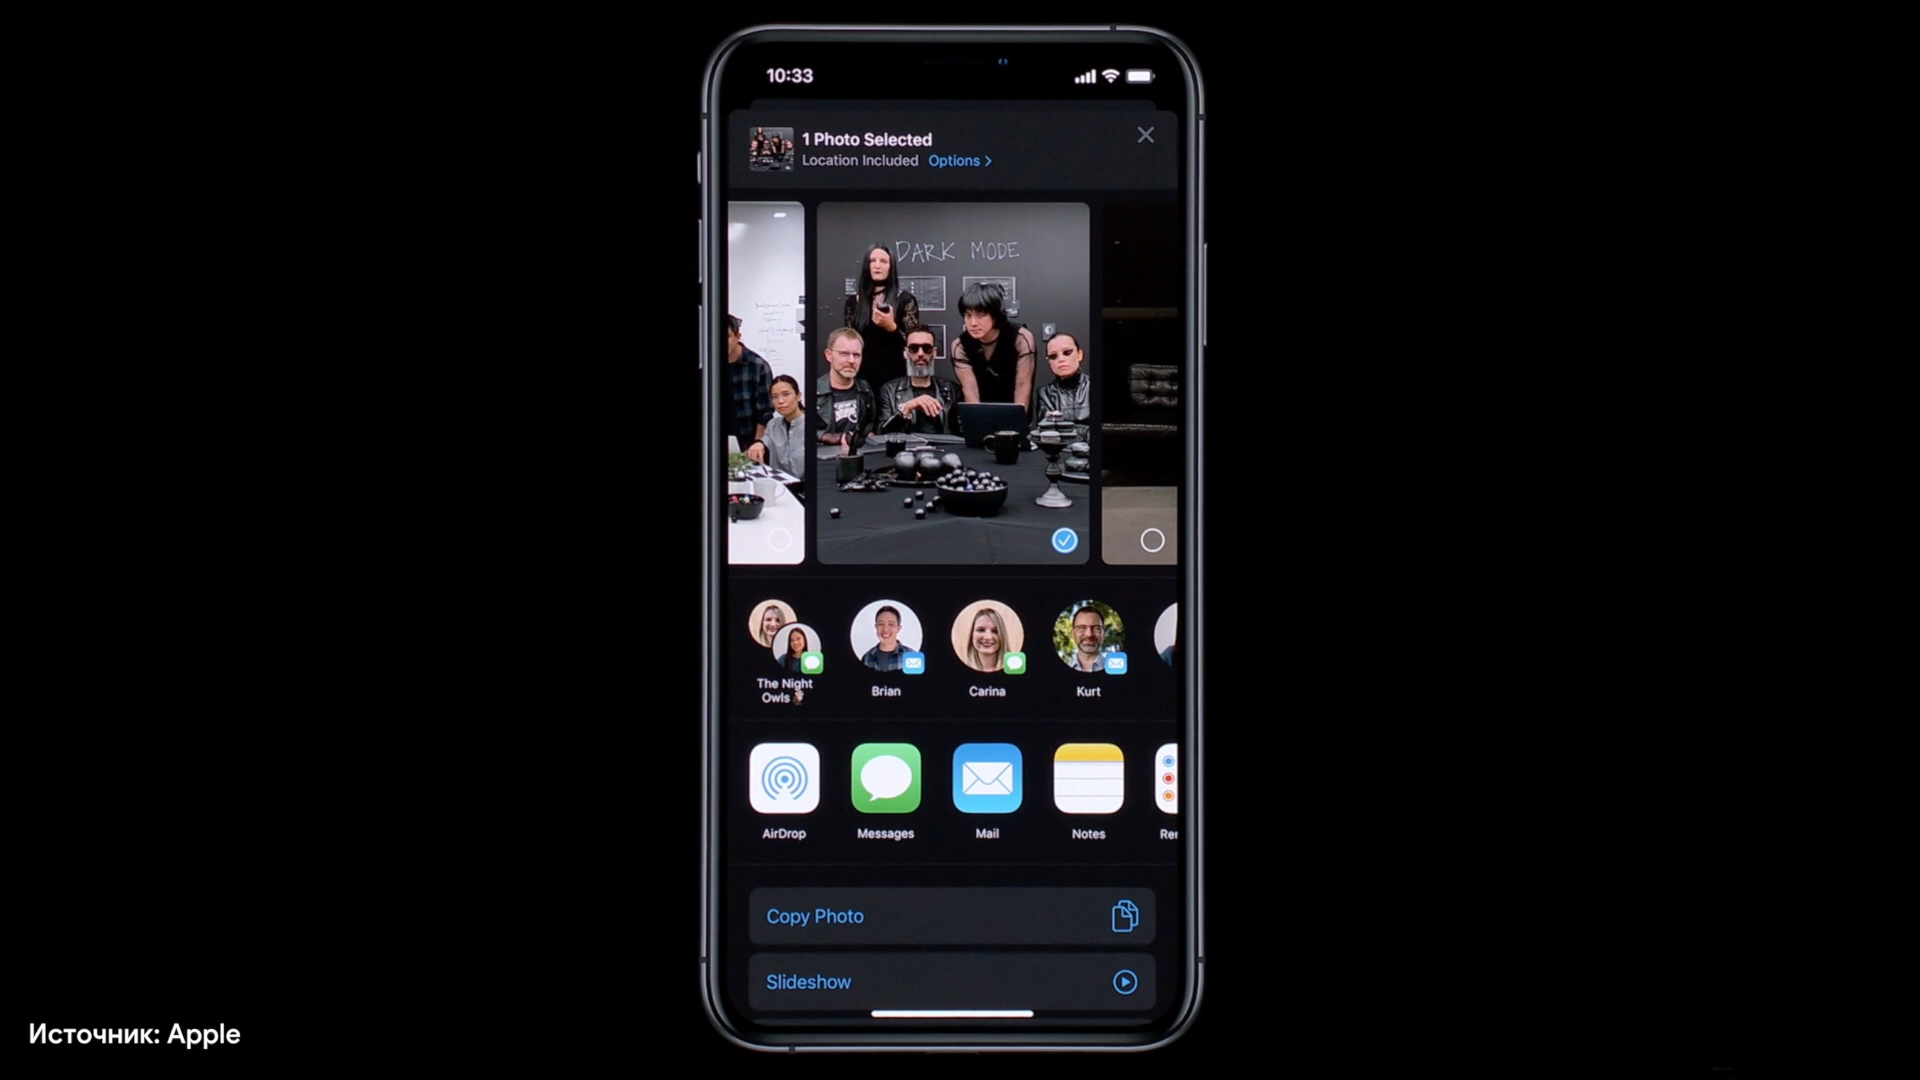 10:33
1 Photo Selected
Location Included Options >
DARK MODE
The Night
Owls
Brian
Carina
Kurt
AirDrop
Messages
Mail
Notes
Copy Photo
Slideshow
Источник: Apple